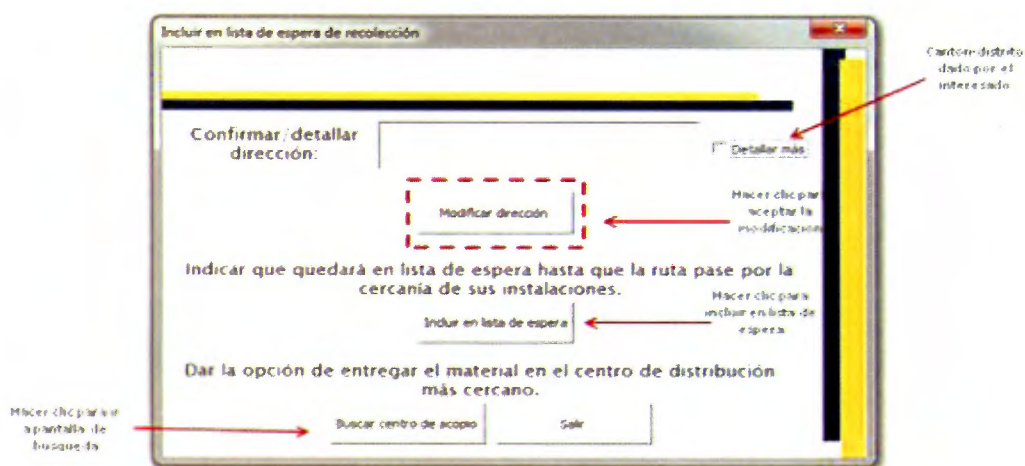 Incluir en lista de espera de recolección
Cantón-distrito
dado por el
interesado
Confirmar/detallar
dirección:
Detallar más
Modificar dirección
Hacer clic para
aceptar la
modificación
Indicar que quedará en lista de espera hasta que la ruta pase por la
cercanía de sus instalaciones.
Hacer clic para
incluir en lista de
espera
Incluir en lista de espera
Dar la opción de entregar el material en el centro de distribución
más cercano.
Hacer clic para ir
a pantalla de
búsqueda
Buscar centro de acopio
Salir